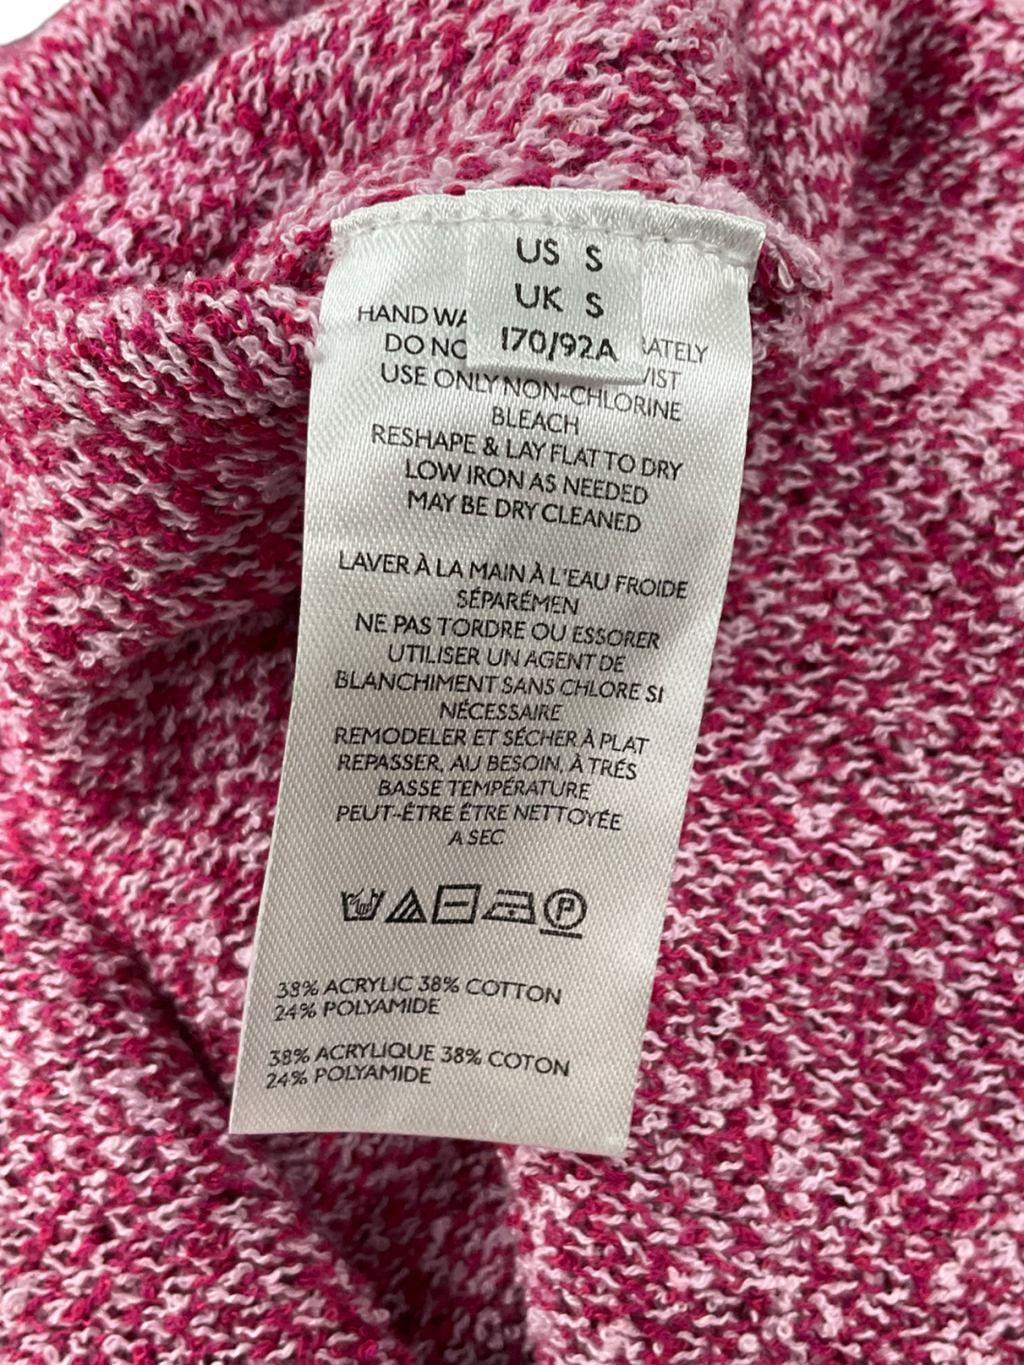 US S
UK S
170/92A
HAND WA
RATELY
DO NO
IST
USE ONLY NON-CHLORINE
BLEACH
RESHAPE & LAY FLAT TO DRY
LOW IRON AS NEEDED
MAY BE DRY CLEANED
LAVER À LA MAIN À L'EAU FROIDE
SÉPARÉMEN
NE PAS TORDRE OU ESSORER
UTILISER UN AGENT DE
BLANCHIMENT SANS CHLORE SI
NÉCESSAIRE
REMODELER ET SÉCHER À PLAT
REPASSER, AU BESOIN, À TRÉS
BASSE TEMPÉRATURE
PEUT-ÊTRE ÊTRE NETTOYÉE
A SEC
P
38% ACRYLIC 38% COTTON
24% POLYAMIDE
38% ACRYLIQUE 38% COTON
24% POLYAMIDE